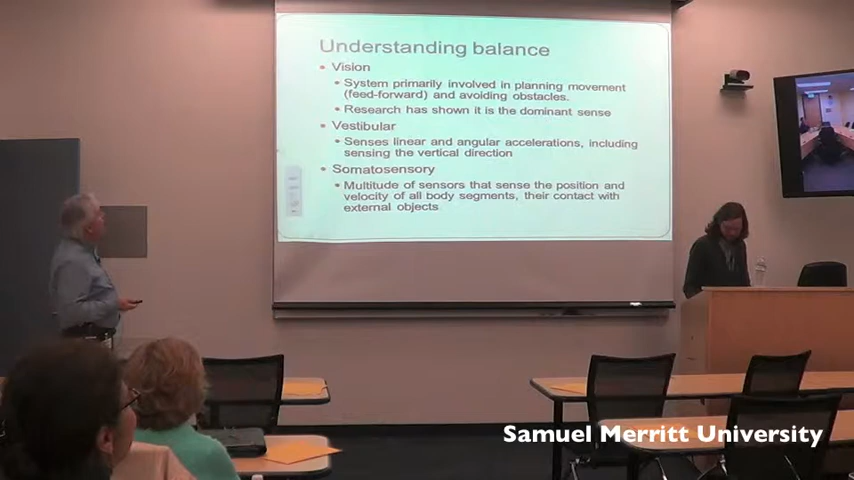 Understanding balance
• Vision
• System primarily involved in planning movement
(feed-forward) and avoiding obstacles.
• Research has shown it is the dominant sense
• Vestibular
• Senses linear and angular accelerations, including
sensing the vertical direction
• Somatosensory
• Multitude of sensors that sense the position and
velocity of all body segments, their contact with
external objects
Samuel Merritt University